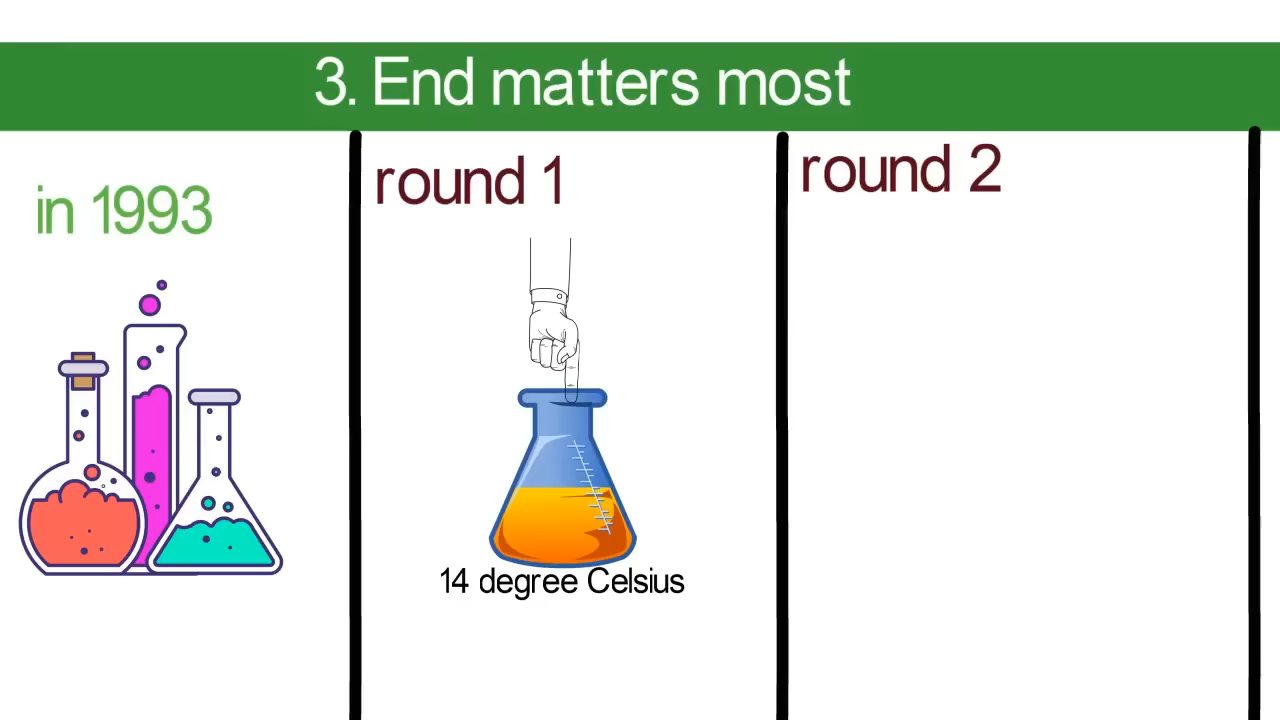 3. End matters most
in 1993
round 1
14 degree Celsius
round 2